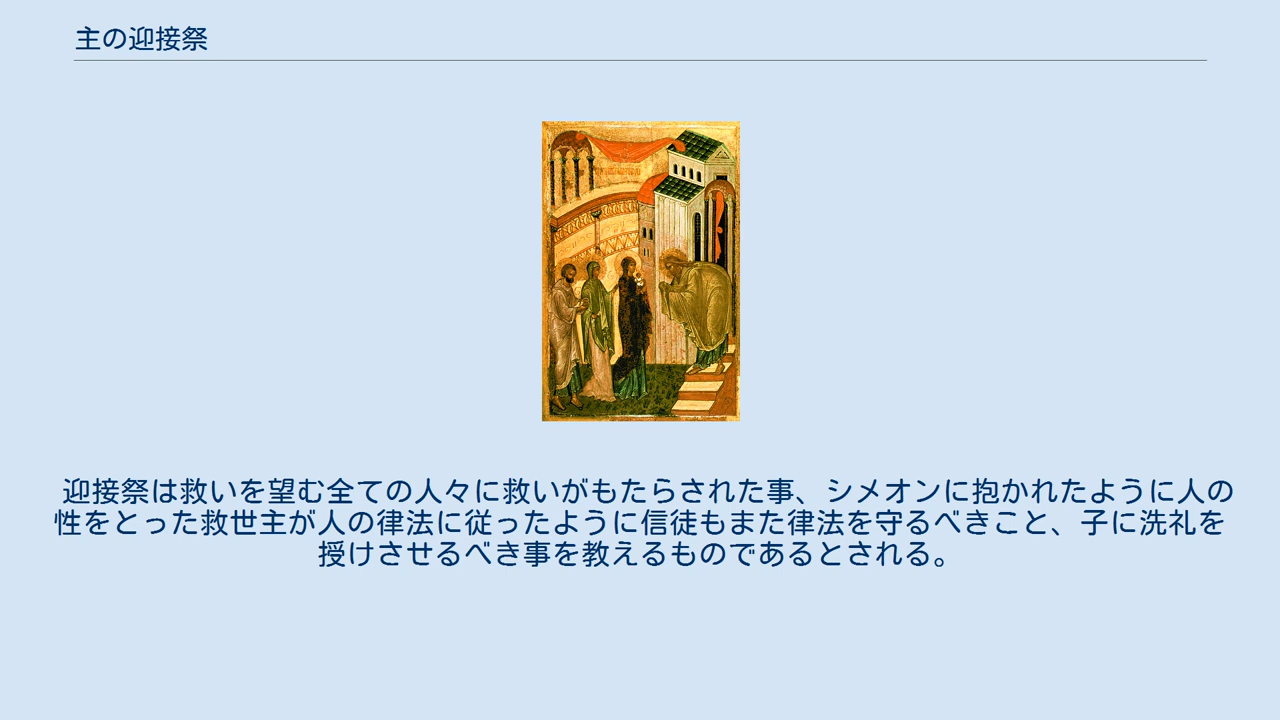 主の迎接祭
迎接祭は救いを望む全ての人々に救いがもたらされた事、シメオンに抱かれたように人の
性をとった救世主が人の律法に従ったように信徒もまた律法を守るべきこと、子に洗礼を
授けさせるべき事を教えるものであるとされる。